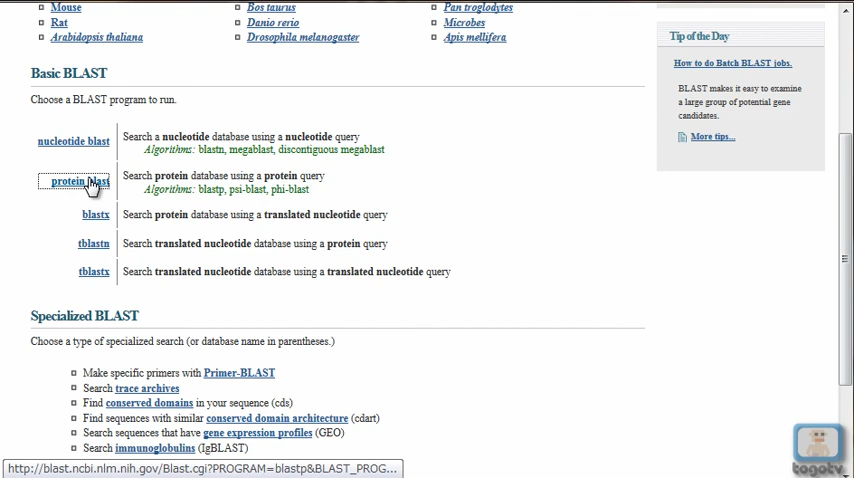 Mouse Bos taurus Pan troglodytes
Rat Danio rerio Microbes
Arabidopsis thaliana Drosophila melanogaster Apis mellifera
Tip of the Day
How to do Batch BLAST jobs.
BLAST makes it easy to examine
a large group of potential gene
candidates.
More tips...
Basic BLAST
Choose a BLAST program to run.
nucleotide blast Search a nucleotide database using a nucleotide query
Algorithms: blastn, megablast, discontiguous megablast
protein blast Search protein database using a protein query
Algorithms: blastp, psi-blast, phi-blast
blastx Search protein database using a translated nucleotide query
tblastn Search translated nucleotide database using a protein query
tblastx Search translated nucleotide database using a translated nucleotide query
Specialized BLAST
Choose a type of specialized search (or database name in parentheses.)
Make specific primers with Primer-BLAST
Search trace archives
Find conserved domains in your sequence (cds)
Find sequences with similar conserved domain architecture (cdart)
Search sequences that have gene expression profiles (GEO)
Search immunoglobulins (IgBLAST)
http://blast.ncbi.nlm.nih.gov/Blast.cgi?PROGRAM=blastp&BLAST_PROG...
togotv